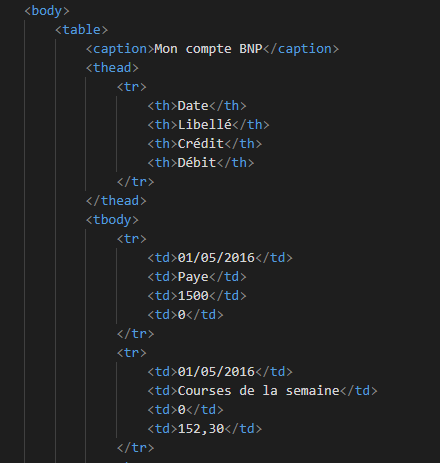 <body>
<table>
<caption>Mon compte BNP</caption>
<thead>
<tr>
<th>Date</th>
<th>Libellé</th>
<th>Crédit</th>
<th>Débit</th>
</tr>
</thead>
<tbody>
<tr>
<td>01/05/2016</td>
<td>Paye</td>
<td>1500</td>
<td>0</td>
</tr>
<tr>
<td>01/05/2016</td>
<td>Courses de la semaine</td>
<td>0</td>
<td>152,30</td>
</tr>